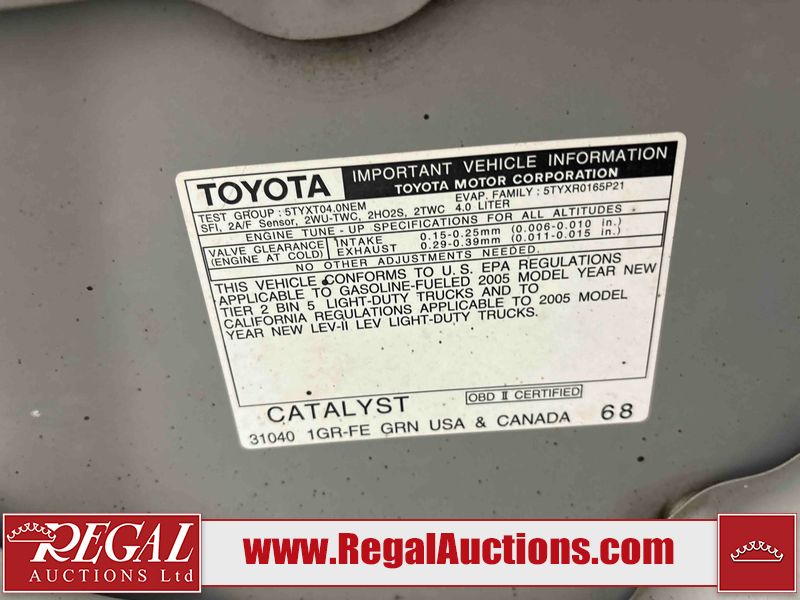 TOYOTA
IMPORTANT VEHICLE INFORMATION
TOYOTA MOTOR CORPORATION
TEST GROUP : 5TYXT04.0NEM
EVAP. FAMILY : 5TYXR0165P21
SFI, 2A/F Sensor, 2WU-TWC, 2HO2S, 2TWC 4.0 LITER
ENGINE TUNE - UP SPECIFICATIONS FOR ALL ALTITUDES
VALVE CLEARANCE
(ENGINE AT COLD)
INTAKE 0.15-0.25mm (0.006-0.010 in.)
EXHAUST 0.29-0.39mm (0.011-0.015 in.)
NO OTHER ADJUSTMENTS NEEDED.
THIS VEHICLE CONFORMS TO U.S. EPA REGULATIONS
APPLICABLE TO GASOLINE-FUELED 2005 MODEL YEAR NEW
TIER 2 BIN 5 LIGHT-DUTY TRUCKS AND TO
CALIFORNIA REGULATIONS APPLICABLE TO 2005 MODEL
YEAR NEW LEV-II LEV LIGHT-DUTY TRUCKS.
OBD II CERTIFIED
CATALYST
31040 1GR-FE GRN USA & CANADA 68
REGAL
AUCTIONS Ltd
www.RegalAuctions.com